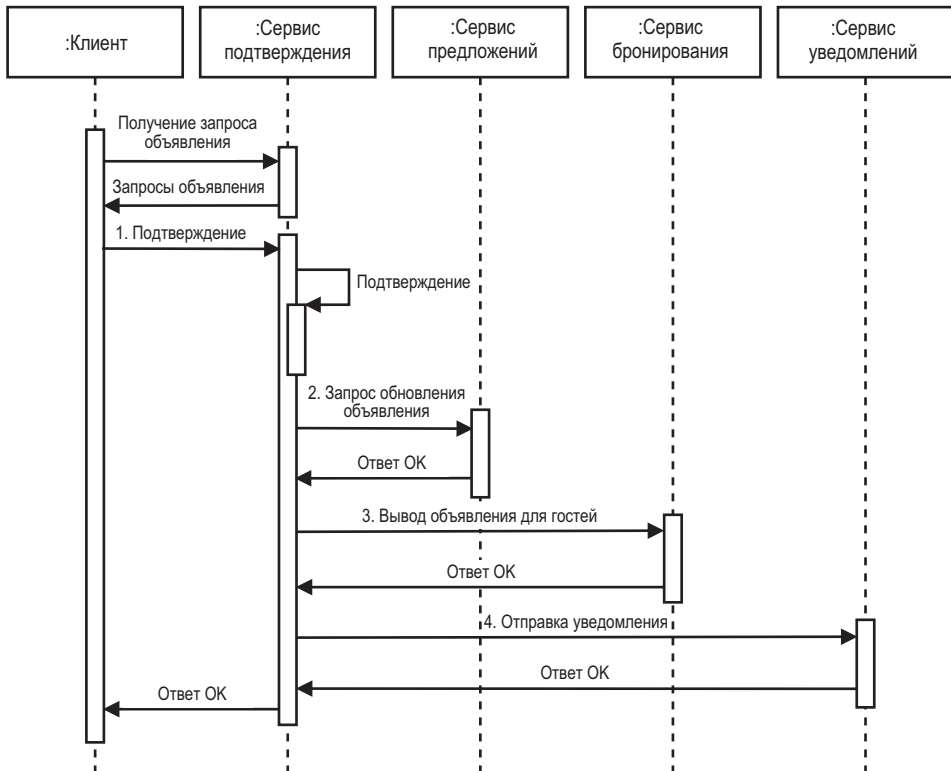 :Клиент
:Сервис
подтверждения
:Сервис
предложений
:Сервис
бронирования
:Сервис
уведомлений
Получение запроса
объявления
Запросы объявления
1. Подтверждение
Подтверждение
2. Запрос обновления
объявления
Ответ OK
3. Вывод объявления для гостей
Ответ OK
4. Отправка уведомления
Ответ OK
Ответ OK